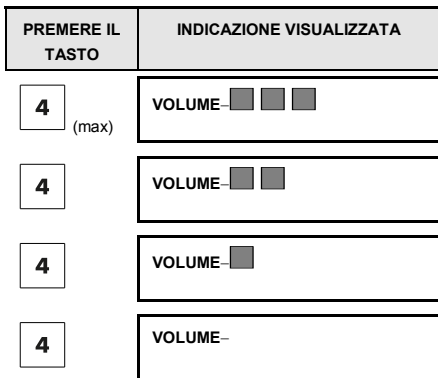 PREMERE IL TASTO INDICAZIONE VISUALIZZATA
4 (max) VOLUME–
4 VOLUME–
4 VOLUME–
4 VOLUME–